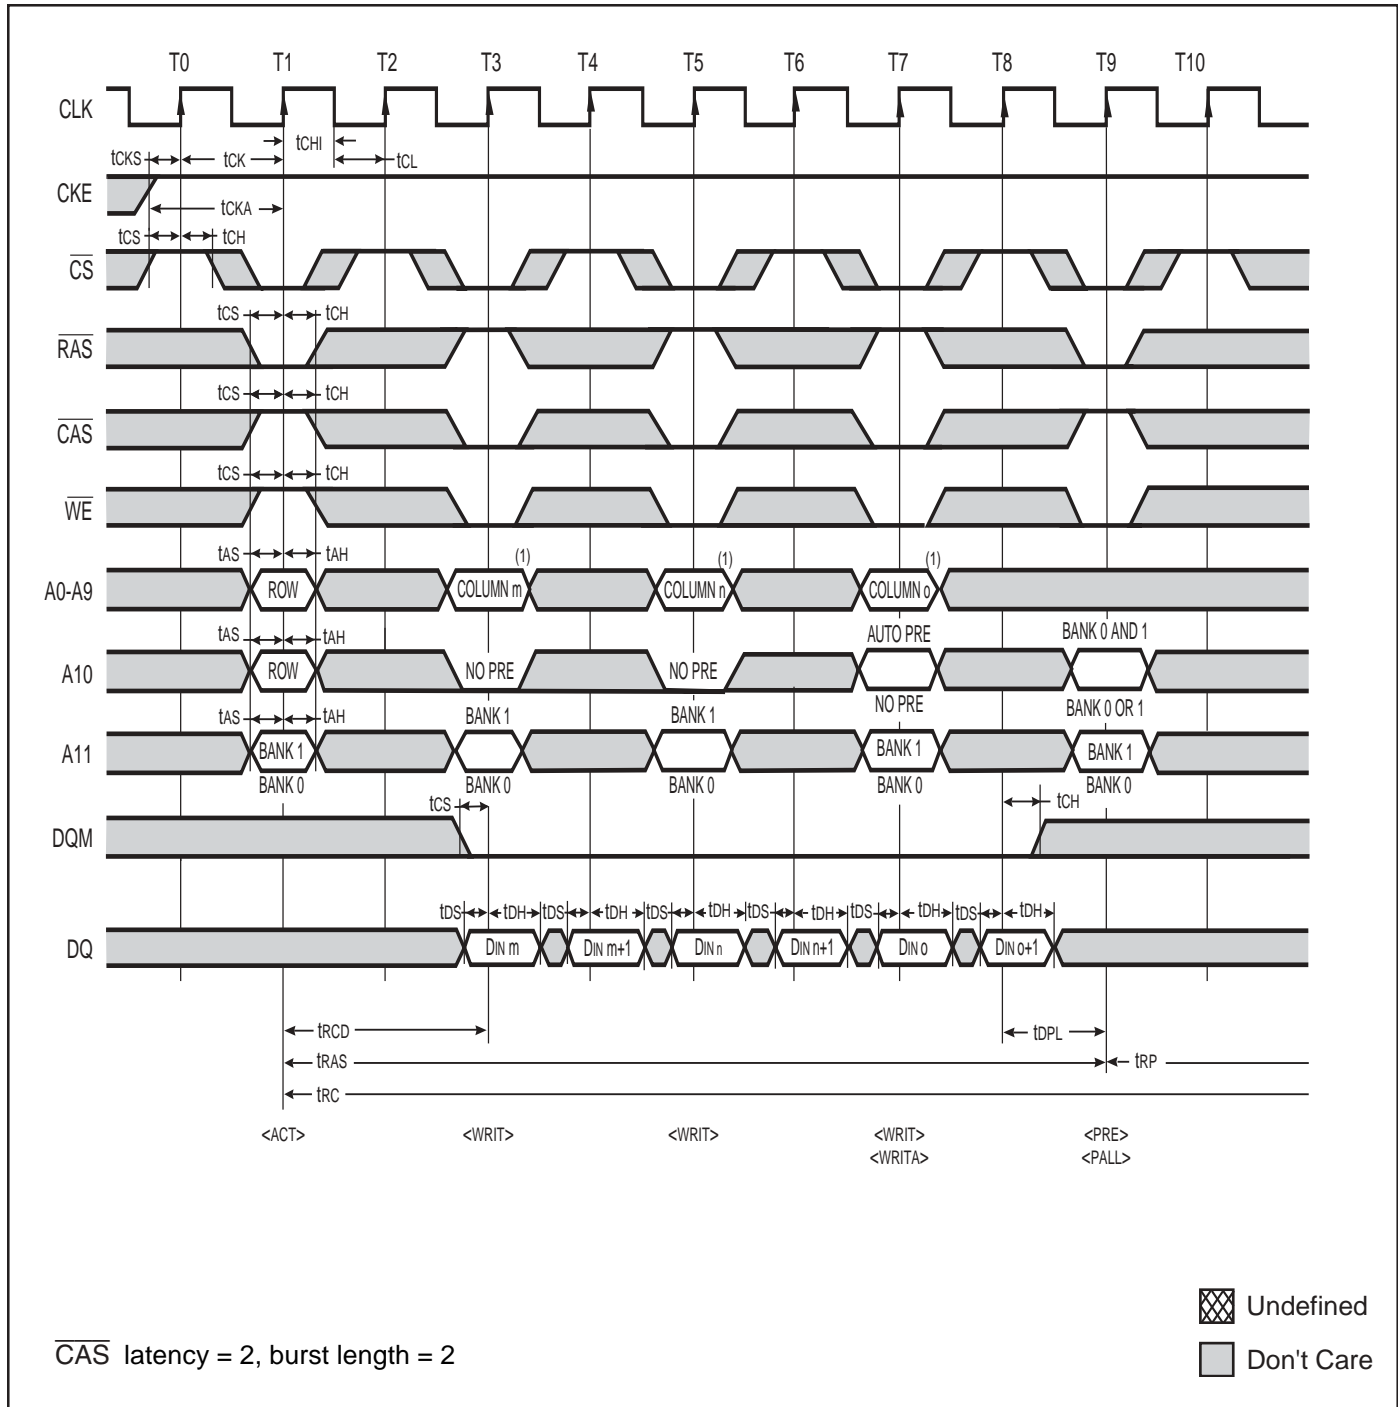 T0 T1 T2 T3 T4 T5 T6 T7 T8 T9 T10
CLK
tCHI
tCKS tCK tCL
CKE
tCKA
tCS tCH
CS
tCS tCH
RAS
tCS tCH
CAS
tCS tCH
WE
tAS tAH (1) (1) (1)
A0-A9 ROW COLUMN m COLUMN n COLUMN o
tAS tAH AUTO PRE BANK 0 AND 1
A10 ROW NO PRE NO PRE
NO PRE BANK 0 OR 1
tAS tAH BANK 1 BANK 1
A11 BANK 1 BANK 1 BANK 1
BANK 0 BANK 0 BANK 0 BANK 0 BANK 0
tCS tCH
DQM
tDS tDH tDS tDH tDS tDH tDS tDH tDS tDH tDS tDH
DQ DIN m DIN m+1 DIN n DIN n+1 DIN o DIN o+1
tRCD tDPL
tRAS tRP
tRC
<ACT> <WRIT> <WRIT> <WRIT> <PRE>
<WRITA> <PALL>
Undefined
CAS latency = 2, burst length = 2
Don't Care